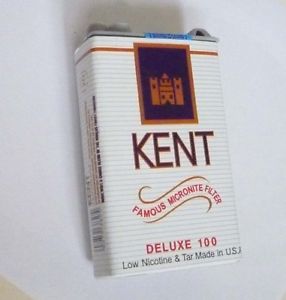 KENT
FAMOUS MICRONITE FILTER
DELUXE 100
Low Nicotine & Tar Made in U.S.A